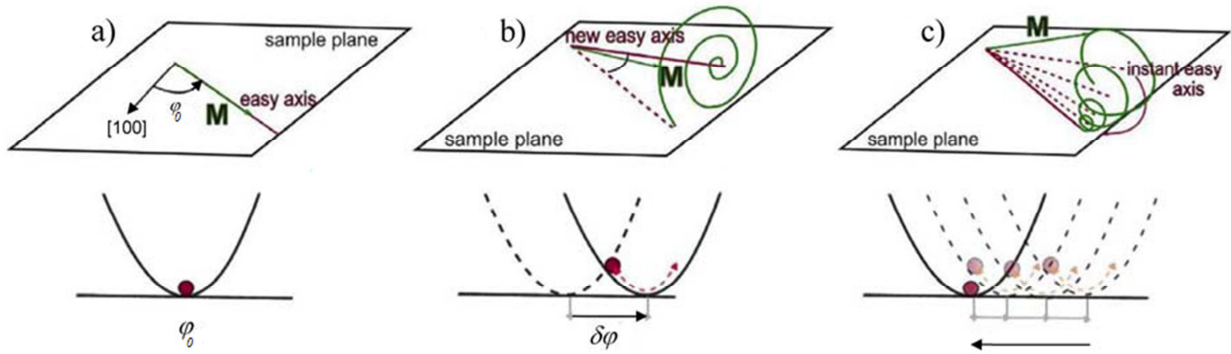 a)
sample plane
easy axis
M
φ₀
[100]
φ₀
b)
new easy axis
M
sample plane
δφ
c)
M
instant easy
axis
sample plane